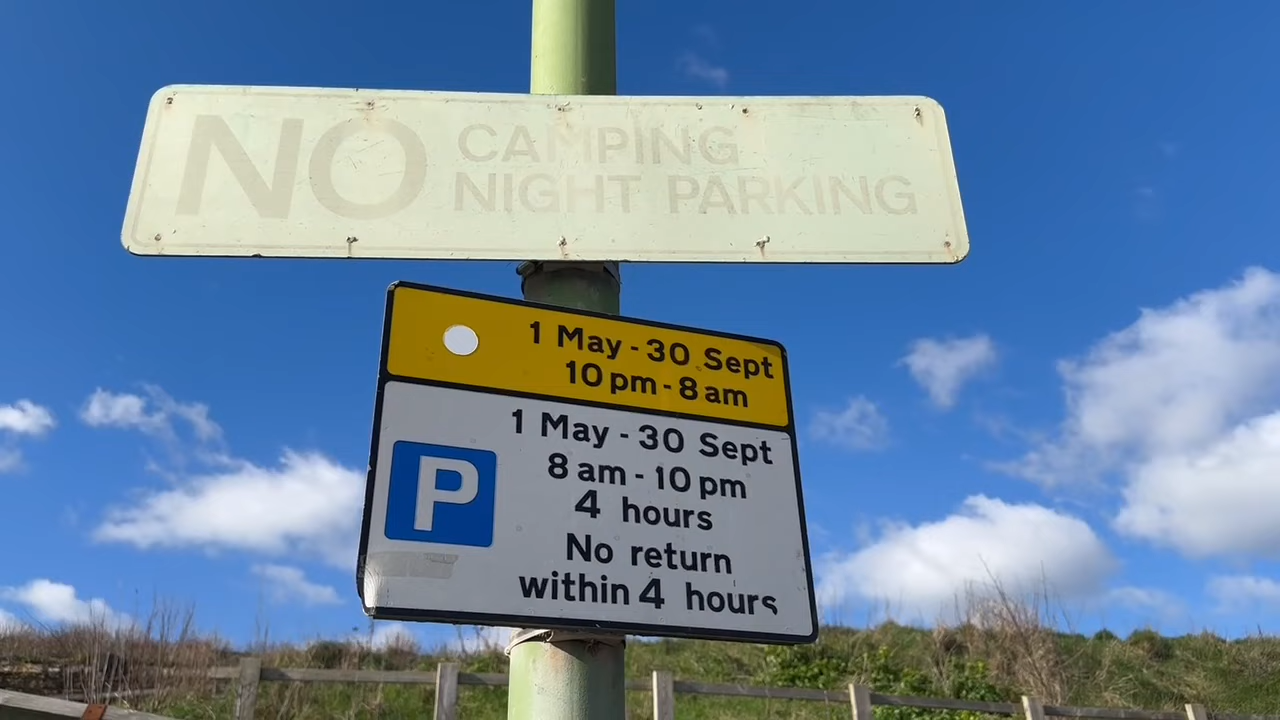 NO CAMPING
NIGHT PARKING
1 May - 30 Sept
10 pm - 8 am
1 May - 30 Sept
8 am - 10 pm
P
4 hours
No return
within 4 hours